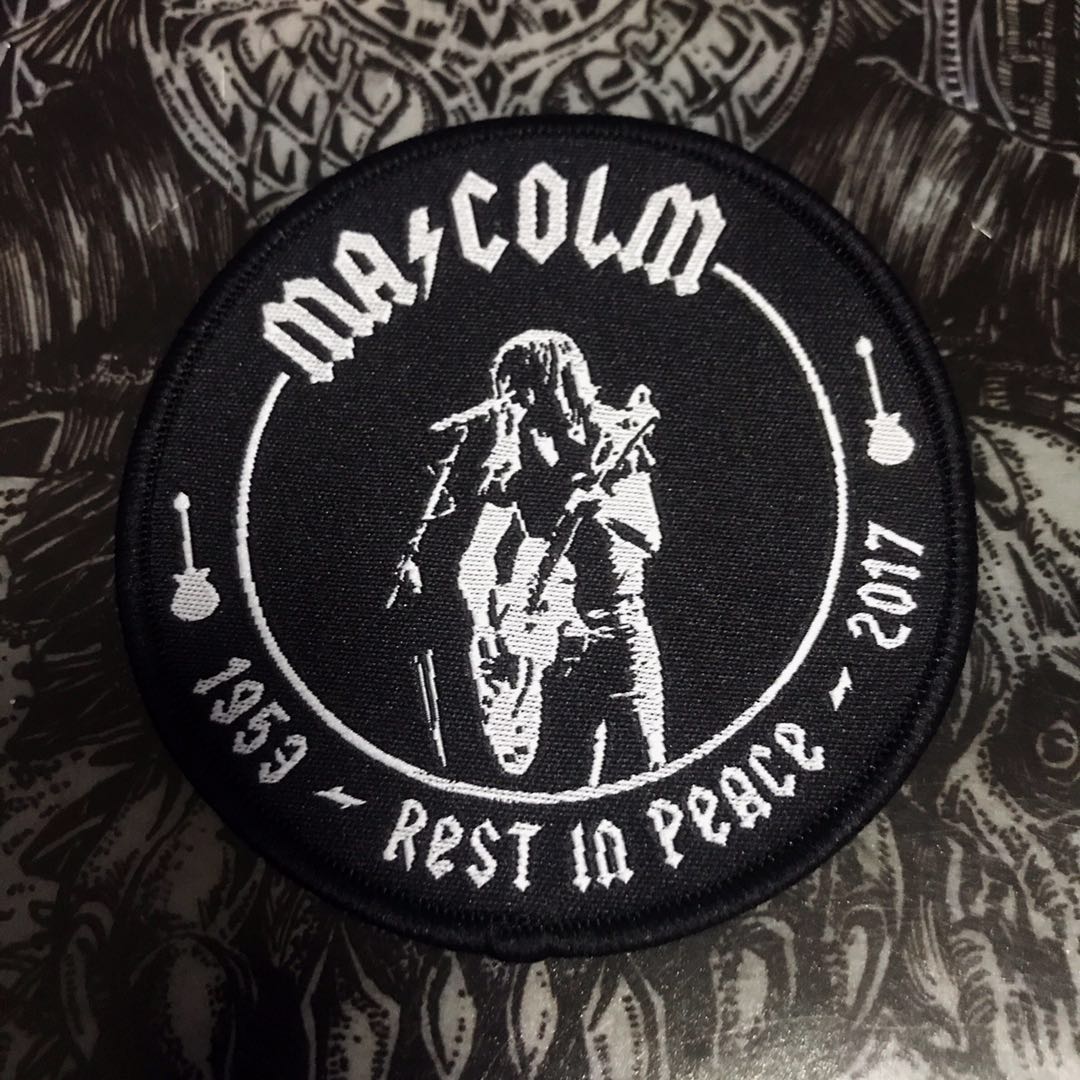 MA⚡COLM
1953 - REST IN PEACE - 2017